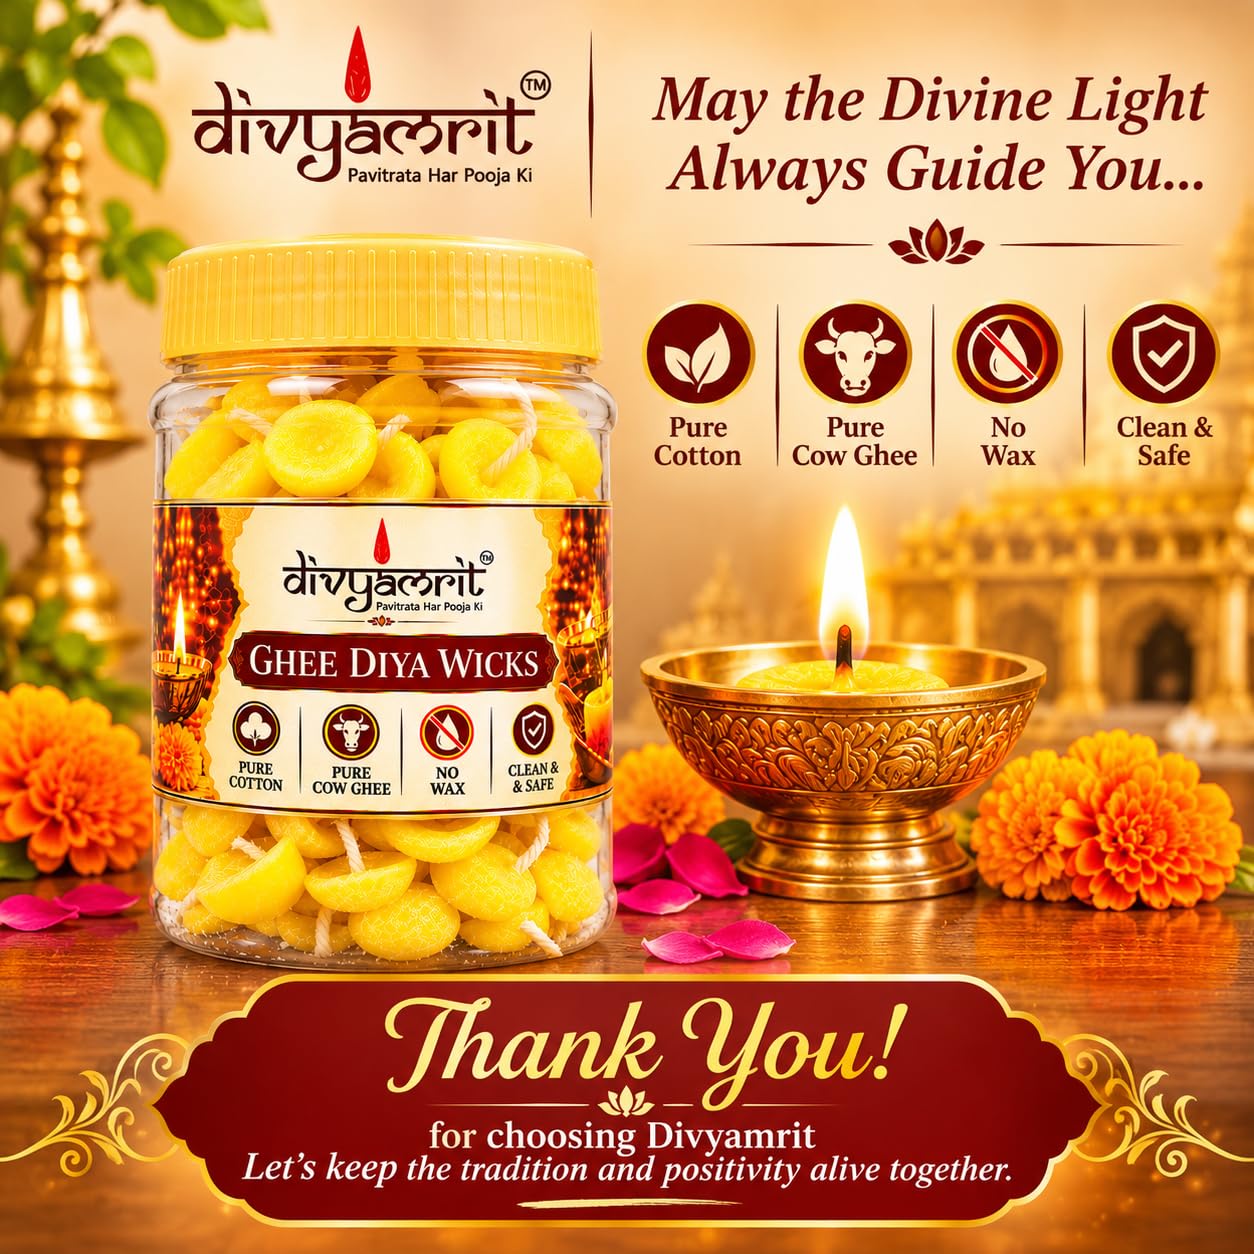 divyamrit™
Pavitrata Har Pooja Ki
May the Divine Light
Always Guide You...
Pure
Cotton
Pure
Cow Ghee
No
Wax
Clean &
Safe
divyamrit™
Pavitrata Har Pooja Ki
GHEE DIYA WICKS
PURE
COTTON
PURE
COW GHEE
NO
WAX
CLEAN &
& SAFE
Thank You!
for choosing Divyamrit
Let's keep the tradition and positivity alive together.